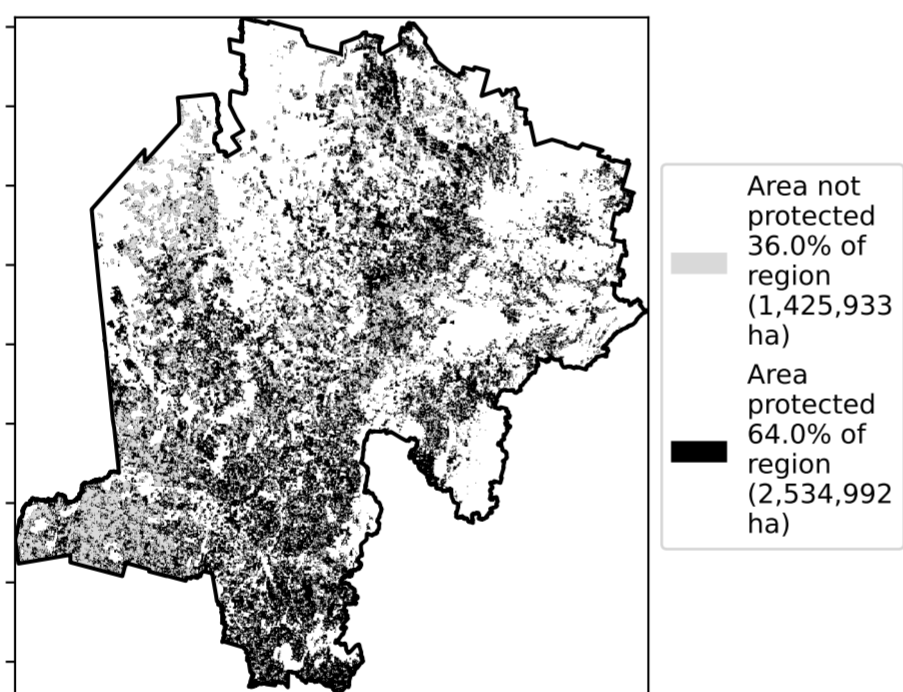 Area not
protected
36.0% of
region
(1,425,933
ha)
Area
protected
64.0% of
region
(2,534,992
ha)